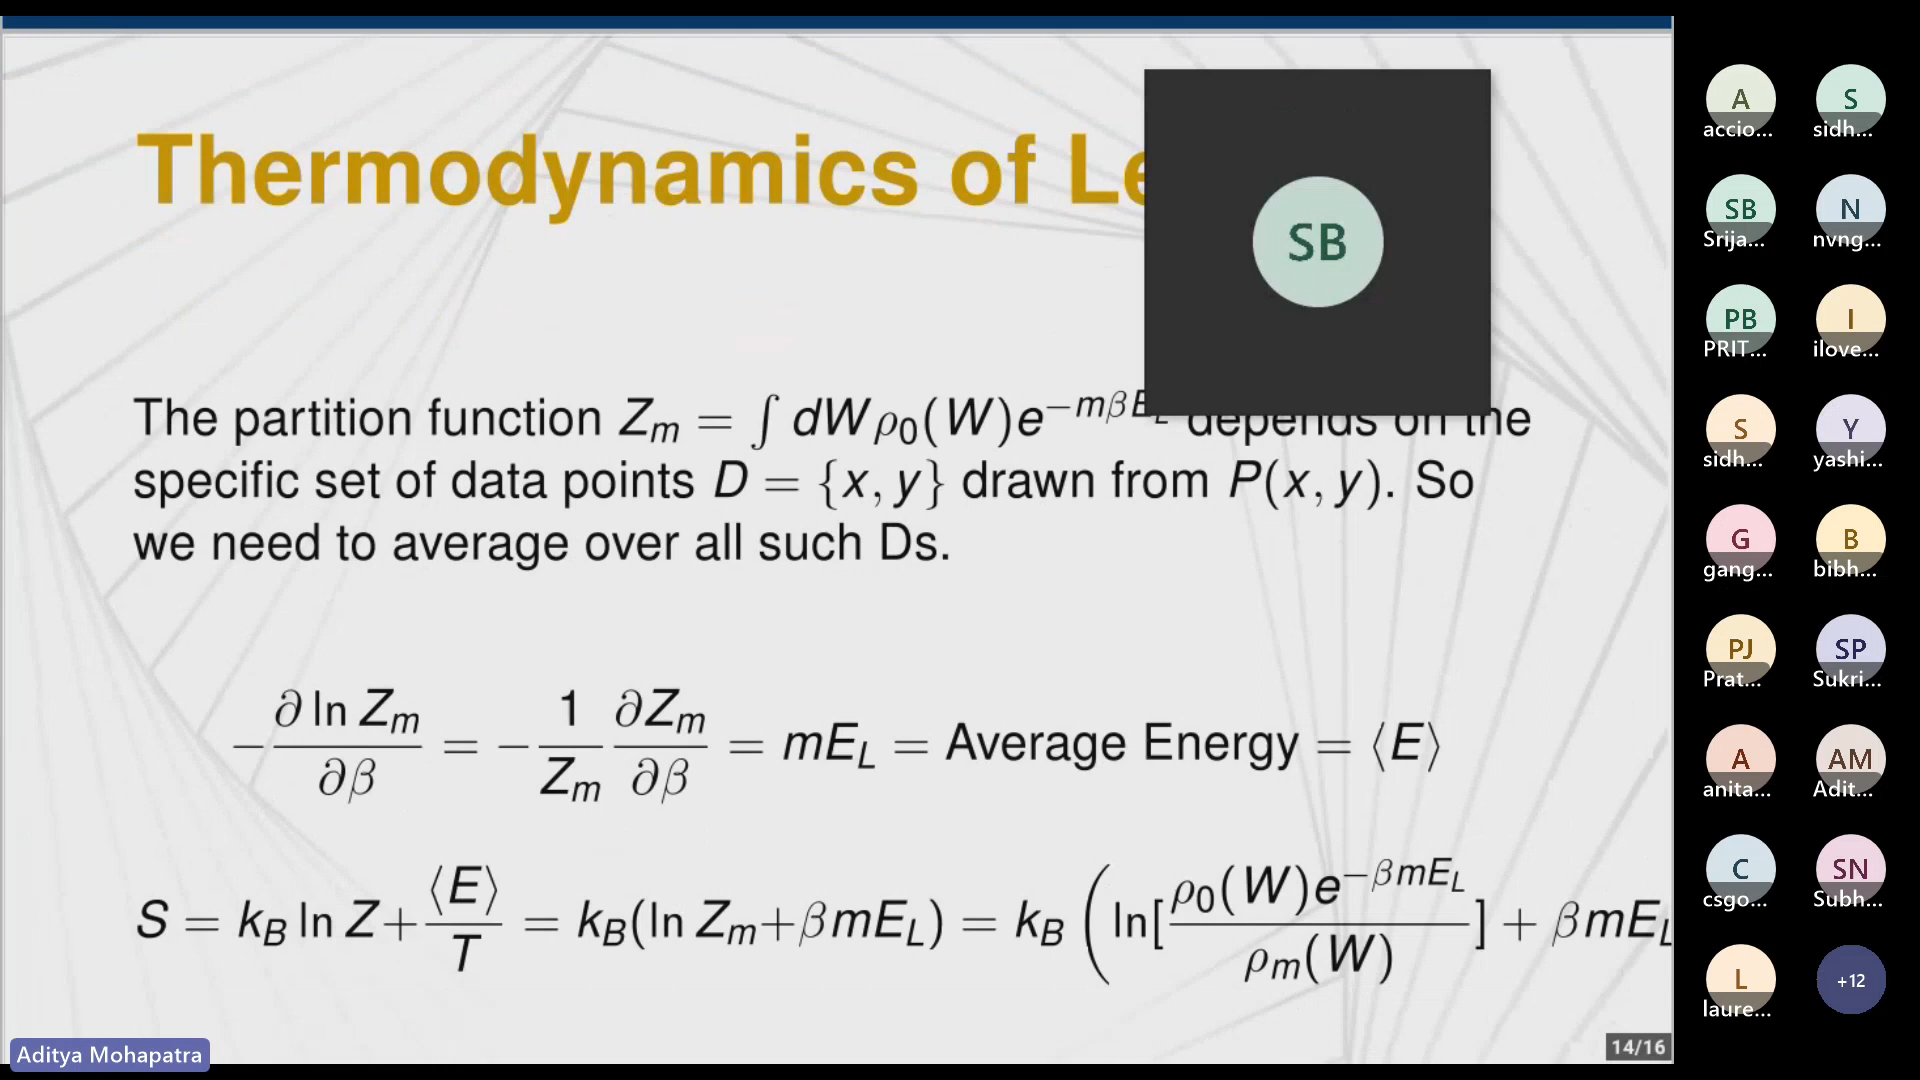 Thermodynamics of Le
SB
The partition function Z_m = ∫ dWρ₀(W)e^{−mβE_L} depends on the
specific set of data points D = {x, y} drawn from P(x, y). So
we need to average over all such Ds.
−∂ ln Z_m/∂β = −(1/Z_m)(∂Z_m/∂β) = mE_L = Average Energy = ⟨E⟩
S = k_B ln Z + ⟨E⟩/T = k_B(ln Z_m + βmE_L) = k_B ( ln[ρ₀(W)e^{−βmE_L}/ρ_m(W)] + βmE_L
14/16
Aditya Mohapatra
A S
accio... sidh...
SB N
Srija... nvng...
PB I
PRIT... ilove...
S Y
sidh... yashi...
G B
gang... bibh...
PJ SP
Prat... Sukri...
A AM
anita... Adit...
C SN
csgo... Subh...
L +12
laure...